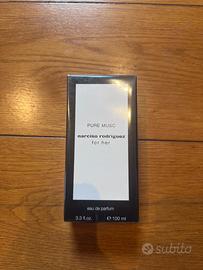 PURE MUSC
narciso rodriguez
for her
eau de parfum
3.3 fl.oz. ℮ 100 ml
subito